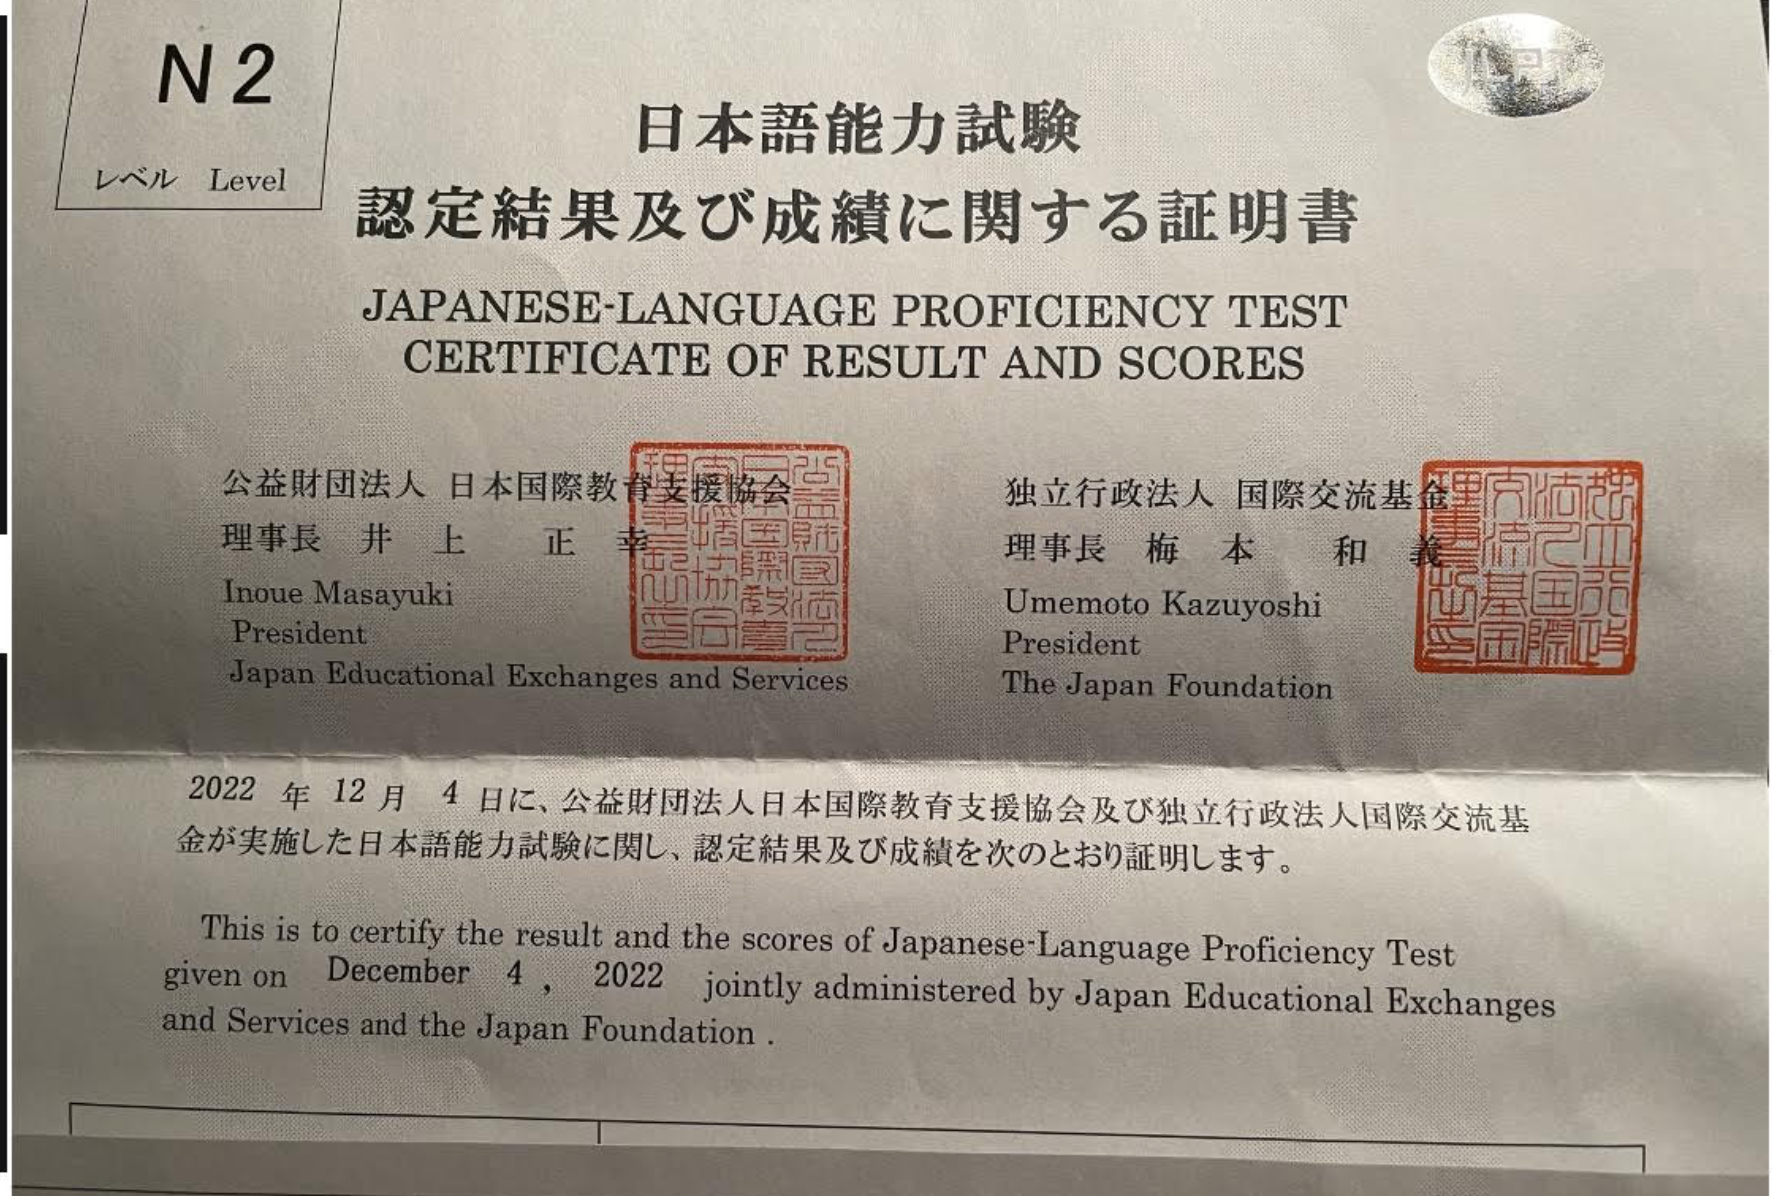 N2
レベル Level
日本語能力試験
認定結果及び成績に関する証明書
JAPANESE-LANGUAGE PROFICIENCY TEST
CERTIFICATE OF RESULT AND SCORES
公益財団法人 日本国際教育支援協会
理事長 井 上 正 幸
Inoue Masayuki
President
Japan Educational Exchanges and Services
独立行政法人 国際交流基金
理事長 梅 本 和 義
Umemoto Kazuyoshi
President
The Japan Foundation
2022 年 12 月 4 日に、公益財団法人日本国際教育支援協会及び独立行政法人国際交流基
金が実施した日本語能力試験に関し、認定結果及び成績を次のとおり証明します。
This is to certify the result and the scores of Japanese-Language Proficiency Test
given on December 4 , 2022 jointly administered by Japan Educational Exchanges
and Services and the Japan Foundation .